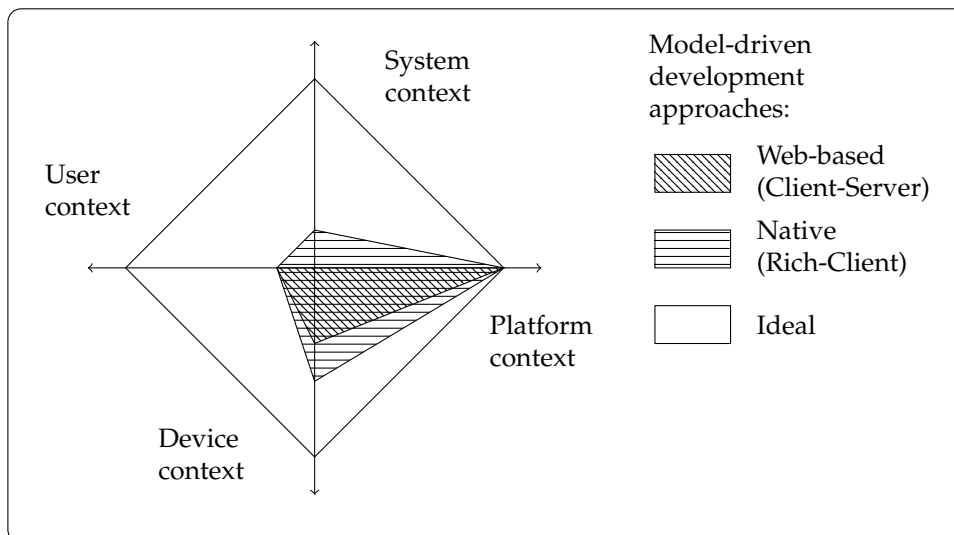 System
context
User
context
Platform
context
Device
context
Model-driven
development
approaches:
Web-based
(Client-Server)
Native
(Rich-Client)
Ideal